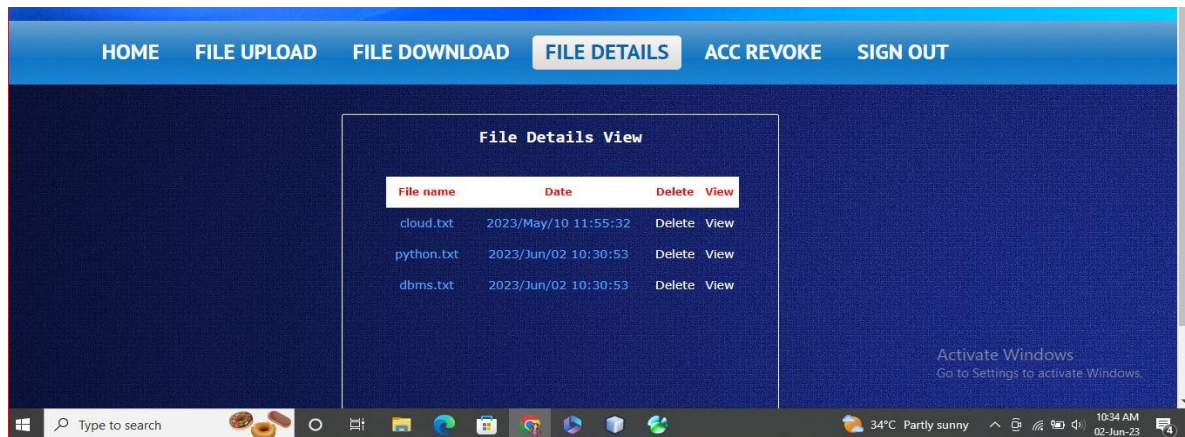 HOME FILE UPLOAD FILE DOWNLOAD FILE DETAILS ACC REVOKE SIGN OUT
File Details View
File name Date Delete View
cloud.txt 2023/May/10 11:55:32 Delete View
python.txt 2023/Jun/02 10:30:53 Delete View
dbms.txt 2023/Jun/02 10:30:53 Delete View
Activate Windows
Go to Settings to activate Windows.
Type to search 34°C Partly sunny 10:34 AM
02-Jun-23 4